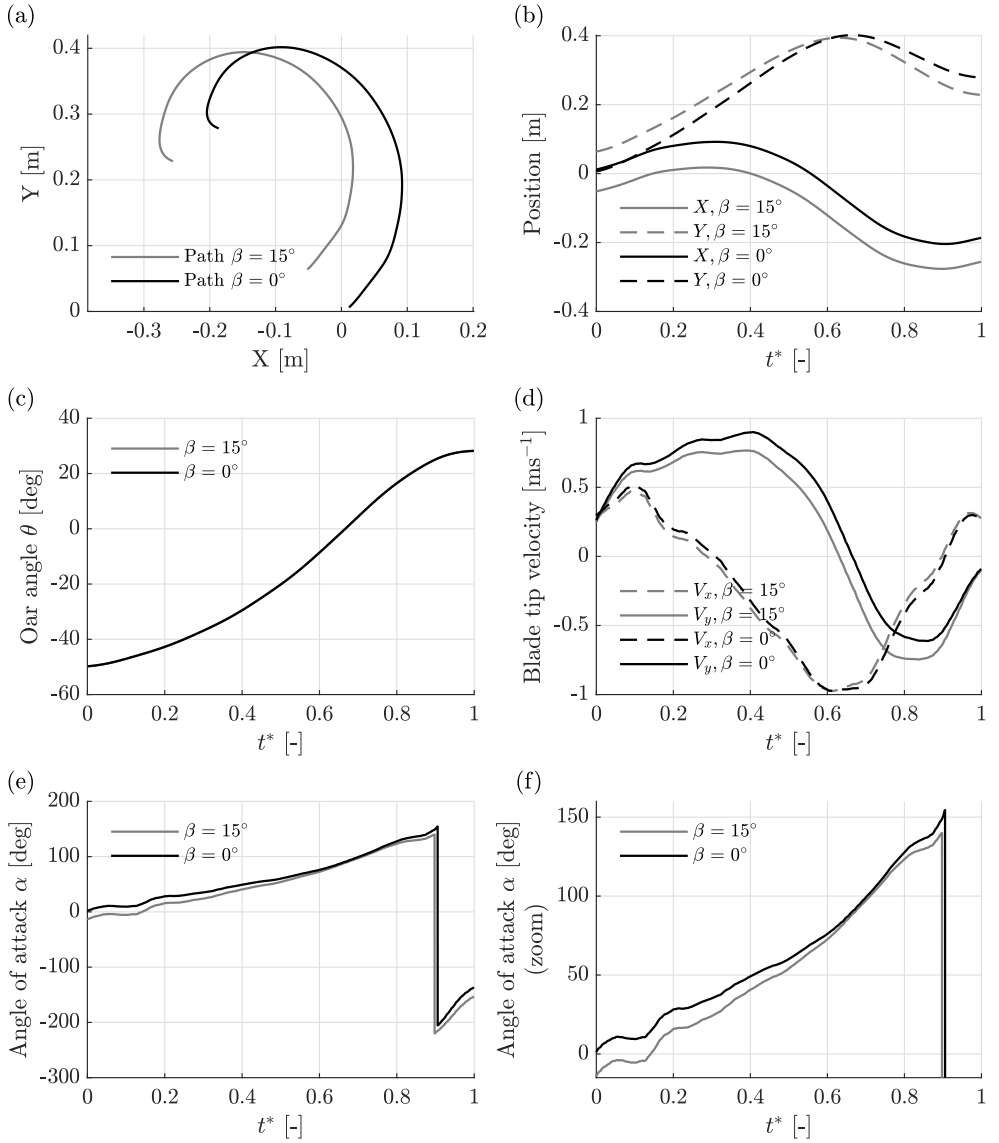 (a)
0.4
0.3
0.2
0.1
0
Y [m]
Path β = 15°
Path β = 0°
-0.3 -0.2 -0.1 0 0.1 0.2
X [m]
(b)
0.4
0.2
0
-0.2
-0.4
Position [m]
X, β = 15°
Y, β = 15°
X, β = 0°
Y, β = 0°
0 0.2 0.4 0.6 0.8 1
t* [-]
(c)
40
20
0
-20
-40
-60
Oar angle θ [deg]
β = 15°
β = 0°
0 0.2 0.4 0.6 0.8 1
t* [-]
(d)
1
0.5
0
-0.5
-1
Blade tip velocity [ms⁻¹]
Vₓ, β = 15°
V_y, β = 15°
Vₓ, β = 0°
V_y, β = 0°
0 0.2 0.4 0.6 0.8 1
t* [-]
(e)
200
100
0
-100
-200
-300
Angle of attack α [deg]
β = 15°
β = 0°
0 0.2 0.4 0.6 0.8 1
t* [-]
(f)
150
100
50
0
Angle of attack α [deg]
(zoom)
β = 15°
β = 0°
0 0.2 0.4 0.6 0.8 1
t* [-]